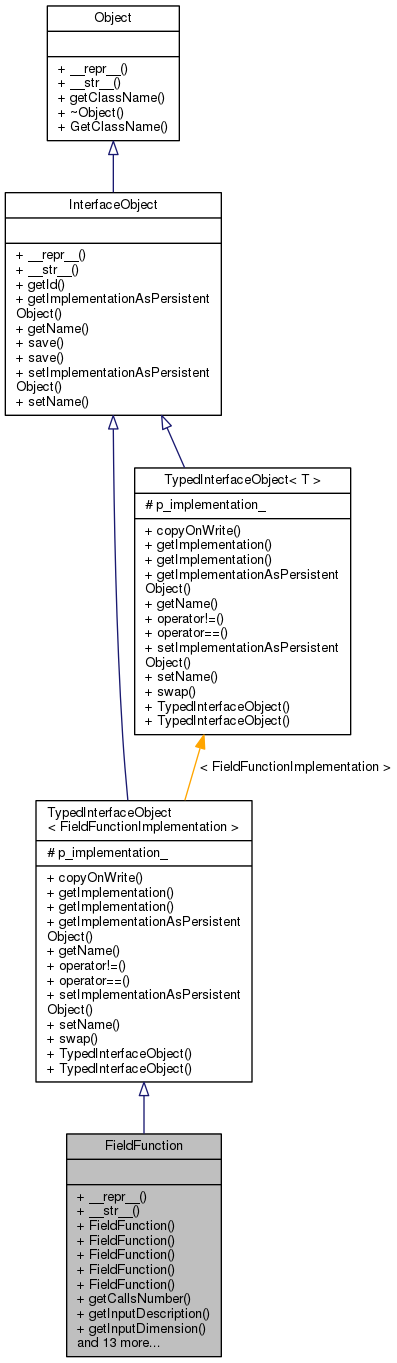 Object
+ __repr__()
+ __str__()
+ getClassName()
+ ~Object()
+ GetClassName()
InterfaceObject
+ __repr__()
+ __str__()
+ getId()
+ getImplementationAsPersistent
Object()
+ getName()
+ save()
+ save()
+ setImplementationAsPersistent
Object()
+ setName()
TypedInterfaceObject< T >
# p_implementation_
+ copyOnWrite()
+ getImplementation()
+ getImplementation()
+ getImplementationAsPersistent
Object()
+ getName()
+ operator!=()
+ operator==()
+ setImplementationAsPersistent
Object()
+ setName()
+ swap()
+ TypedInterfaceObject()
+ TypedInterfaceObject()
< FieldFunctionImplementation >
TypedInterfaceObject
< FieldFunctionImplementation >
# p_implementation_
+ copyOnWrite()
+ getImplementation()
+ getImplementation()
+ getImplementationAsPersistent
Object()
+ getName()
+ operator!=()
+ operator==()
+ setImplementationAsPersistent
Object()
+ setName()
+ swap()
+ TypedInterfaceObject()
+ TypedInterfaceObject()
FieldFunction
+ __repr__()
+ __str__()
+ FieldFunction()
+ FieldFunction()
+ FieldFunction()
+ FieldFunction()
+ FieldFunction()
+ getCallsNumber()
+ getInputDescription()
+ getInputDimension()
and 13 more...